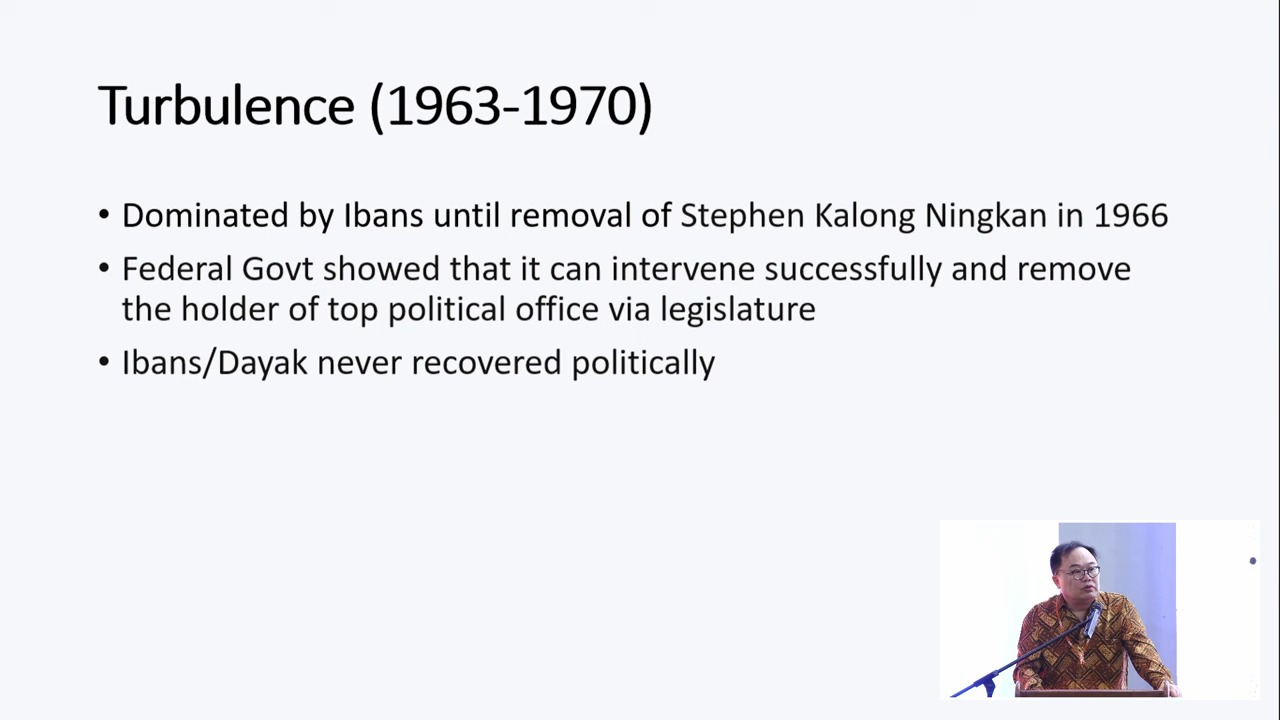 Turbulence (1963-1970)
• Dominated by Ibans until removal of Stephen Kalong Ningkan in 1966
• Federal Govt showed that it can intervene successfully and remove
the holder of top political office via legislature
• Ibans/Dayak never recovered politically